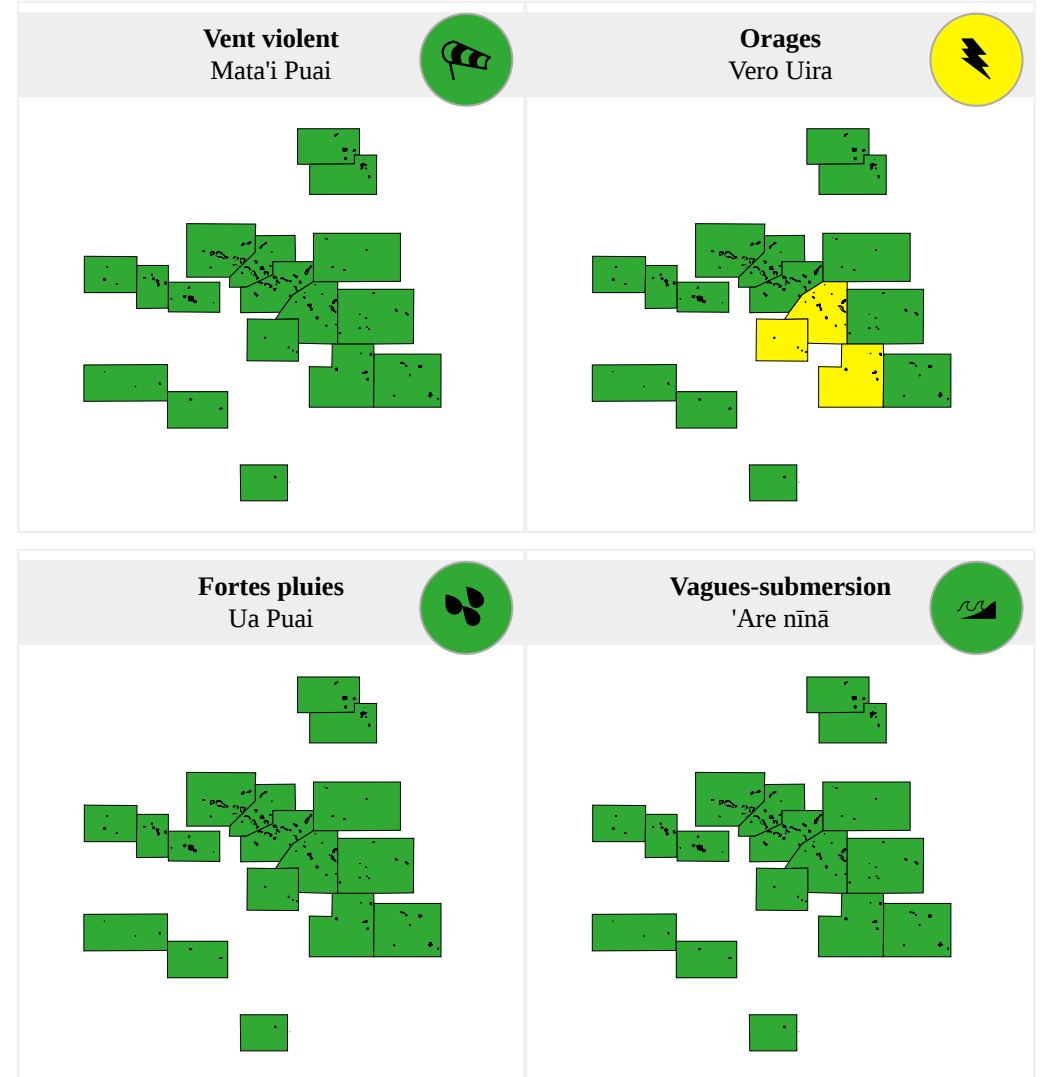 Vent violent
Mata'i Puai
Orages
Vero Uira
Fortes pluies
Ua Puai
Vagues-submersion
'Are nīnā